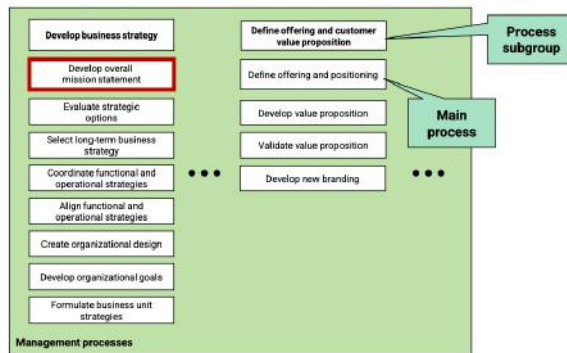 Develop business strategy
Develop overall
mission statement
Evaluate strategic
options
Select long-term business
strategy
Coordinate functional and
operational strategies
Align functional and
operational strategies
Create organizational design
Develop organizational goals
Formulate business unit
strategies
Define offering and customer
value proposition
Define offering and positioning
Develop value proposition
Validate value proposition
Develop new branding
Process
subgroup
Main
process
Management processes